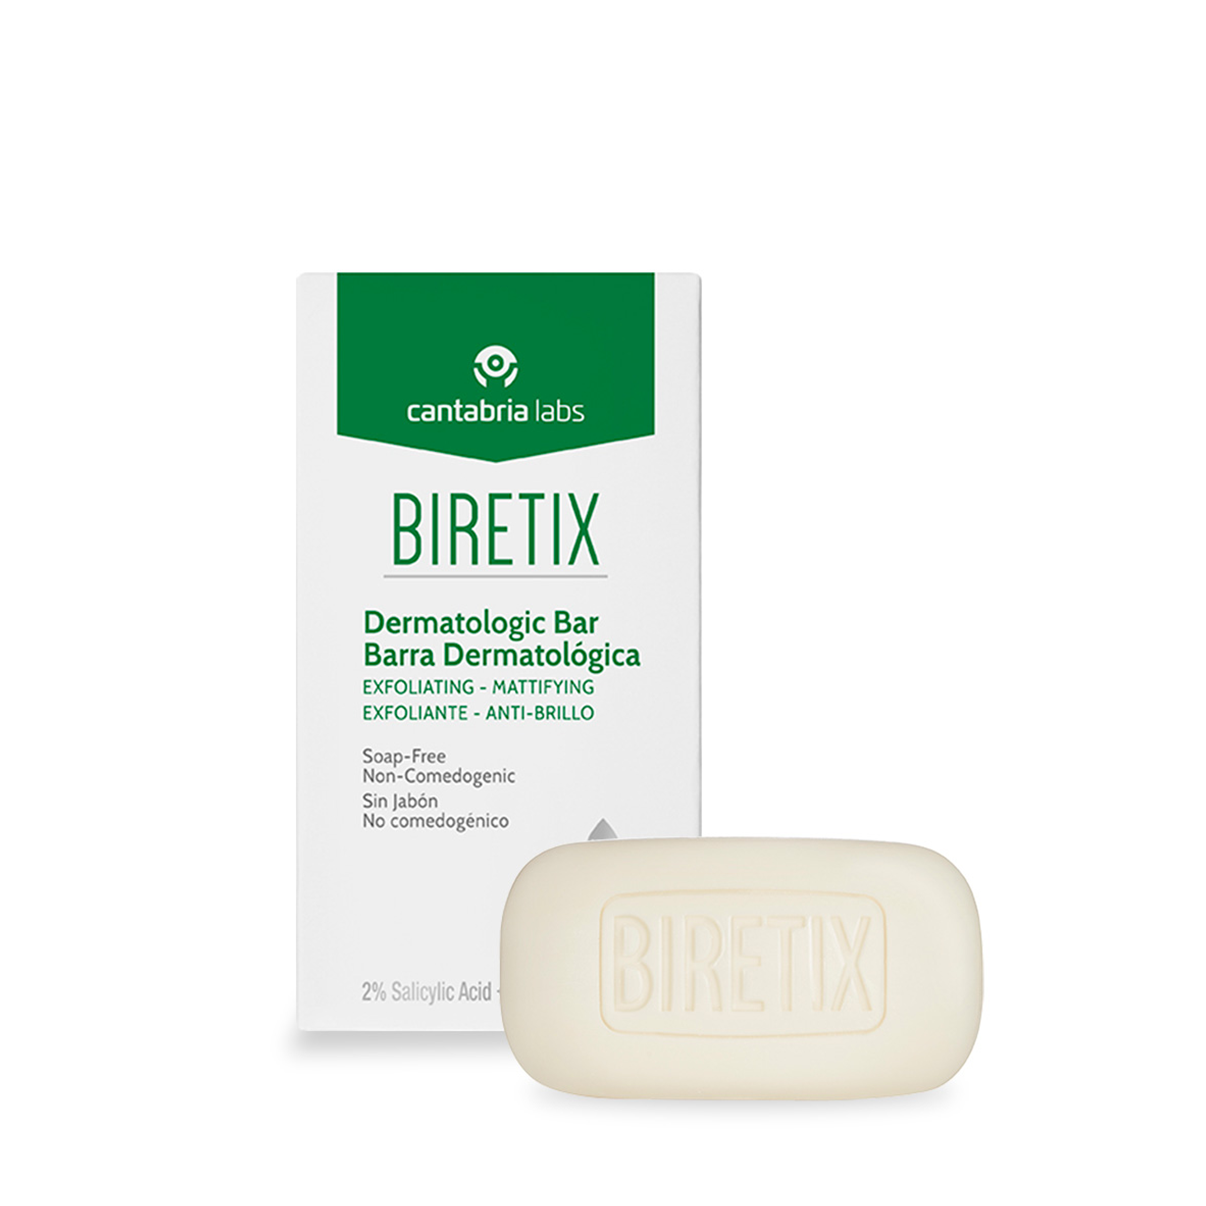 cantabria labs
BIRETIX
Dermatologic Bar
Barra Dermatológica
EXFOLIATING - MATTIFYING
EXFOLIANTE - ANTI-BRILLO
Soap-Free
Non-Comedogenic
Sin Jabón
No comedogénico
2% Salicylic Acid
BIRETIX